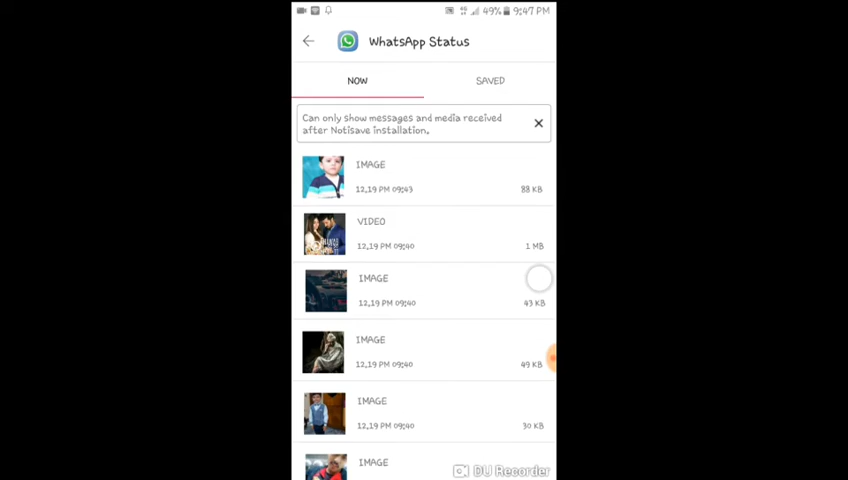 49% 9:47 PM
WhatsApp Status
NOW
SAVED
Can only show messages and media received
after Notisave installation.
IMAGE
12,19 PM 09:43
88 KB
VIDEO
12,19 PM 09:40
1 MB
IMAGE
12,19 PM 09:40
43 KB
IMAGE
12,19 PM 09:40
49 KB
IMAGE
12,19 PM 09:40
30 KB
IMAGE
DU Recorder